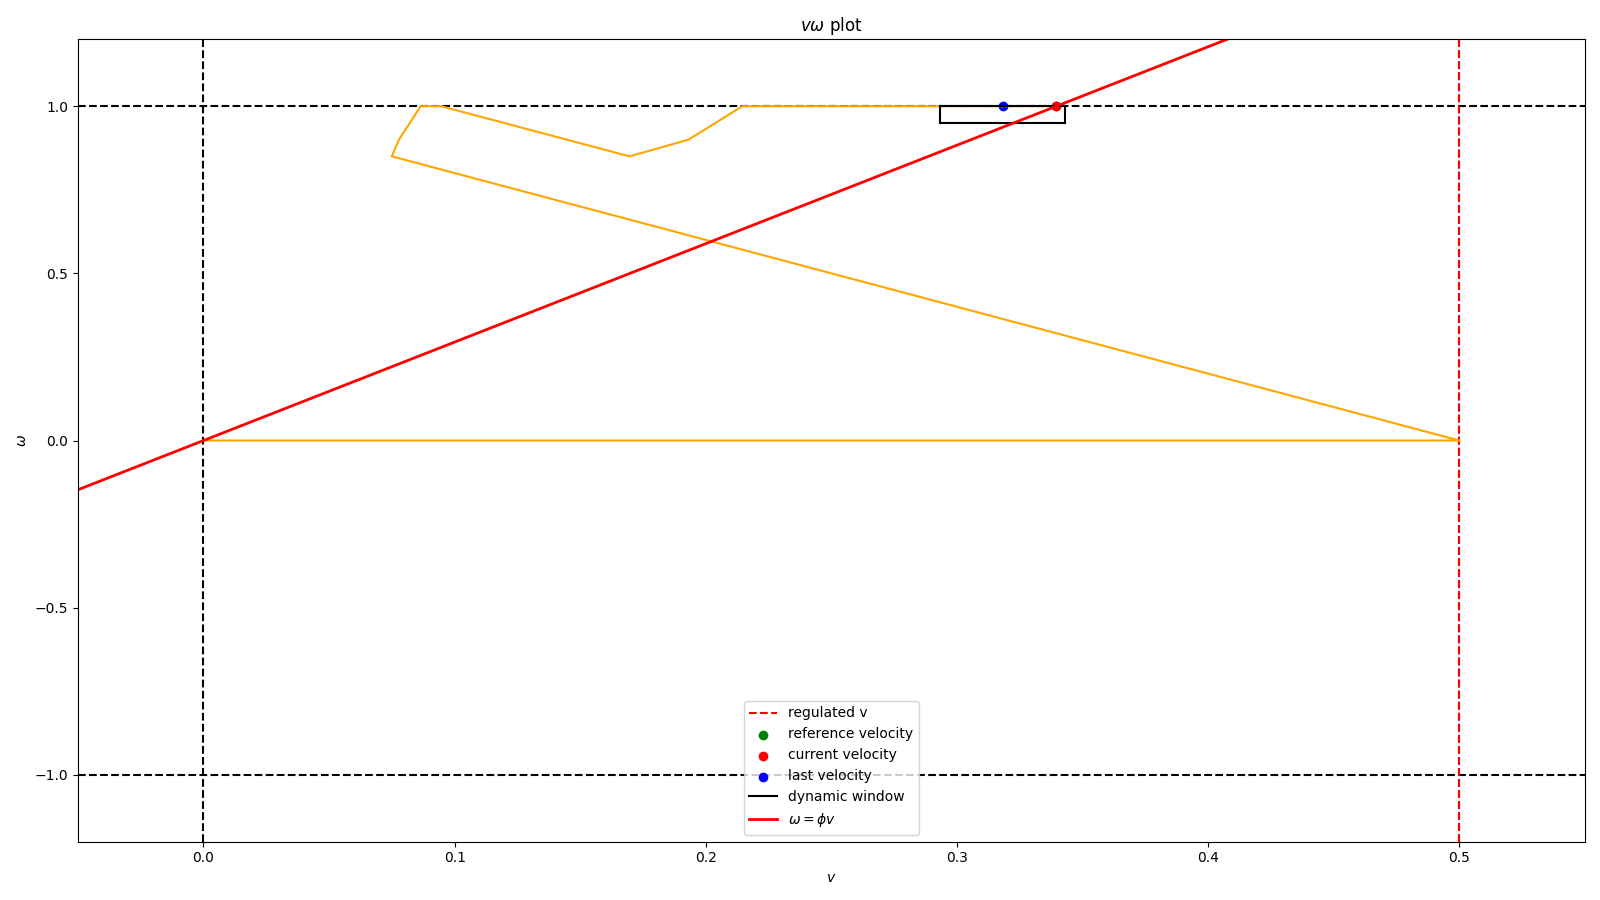 vω plot
1.0
0.5
0.0
−0.5
−1.0
ω
0.0 0.1 0.2 0.3 0.4 0.5
v
regulated v
reference velocity
current velocity
last velocity
dynamic window
ω = ϕv